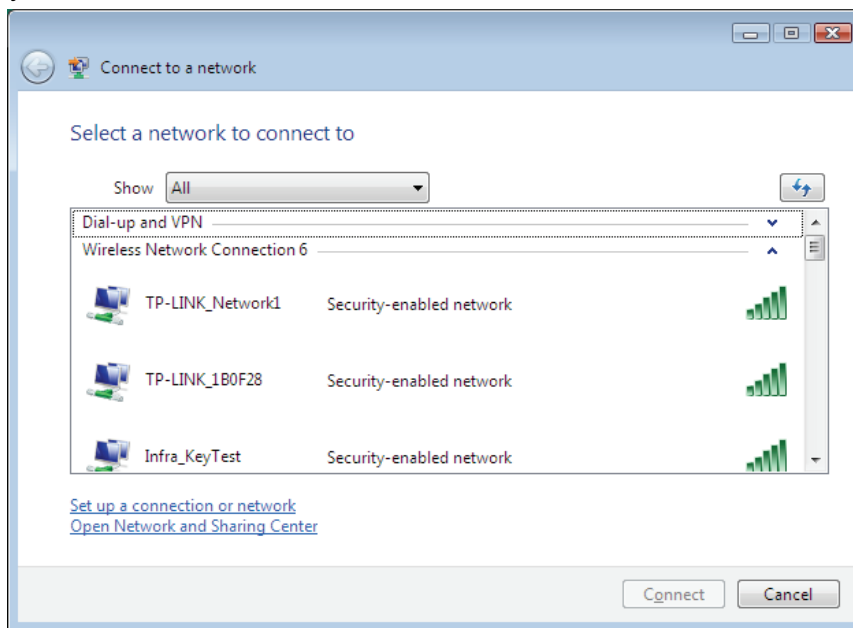 Connect to a network
Select a network to connect to
Show All
Dial-up and VPN
Wireless Network Connection 6
TP-LINK_Network1 Security-enabled network
TP-LINK_1B0F28 Security-enabled network
Infra_KeyTest Security-enabled network
Set up a connection or network
Open Network and Sharing Center
Connect Cancel